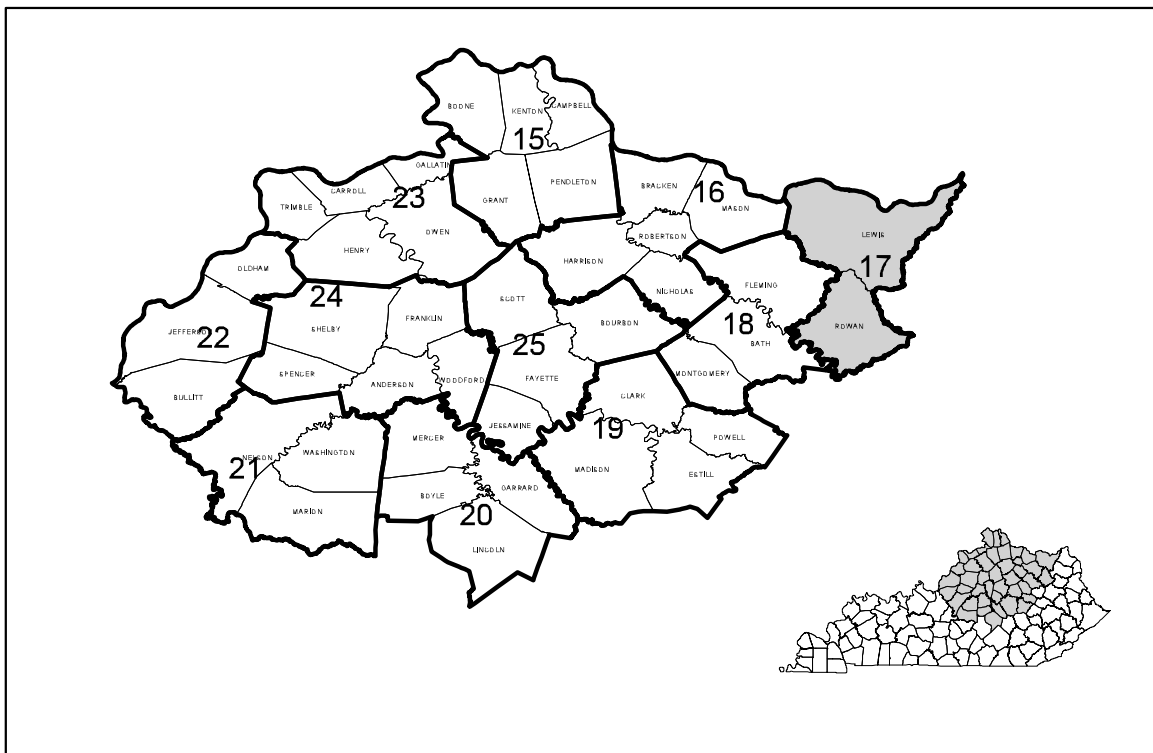 BOONE
KENTON
CAMPBELL
15
GALLATIN
CARROLL
23
TRIMBLE
GRANT
PENDLETON
BRACKEN
16
MASON
OWEN
ROBERTSON
HENRY
HARRISON
LEWIS
17
OLDHAM
NICHOLAS
FLEMING
24
SCOTT
SHELBY
FRANKLIN
BOURBON
18
BATH
ROWAN
JEFFERSON
22
25
SPENCER
ANDERSON
WOODFORD
FAYETTE
MONTGOMERY
BULLITT
CLARK
JESSAMINE
19
MERCER
POWELL
NELSON
WASHINGTON
21
MADISON
ESTILL
GARRARD
BOYLE
20
MARION
LINCOLN